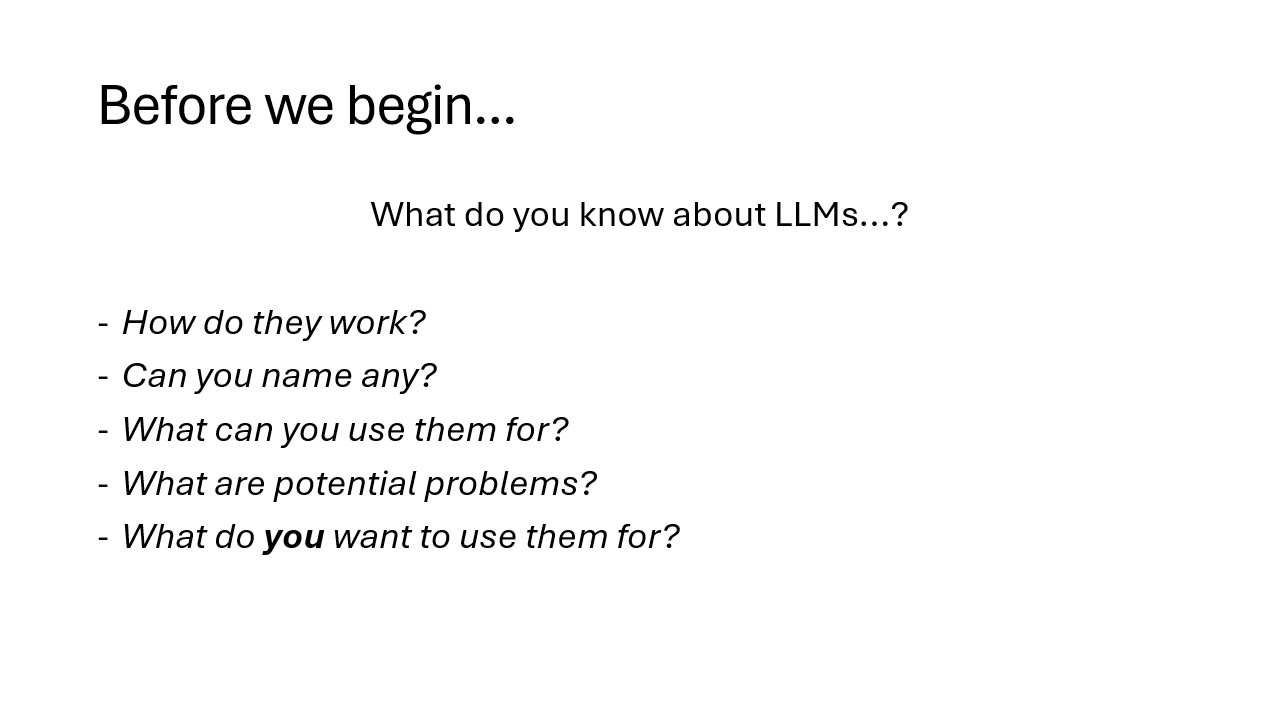 Before we begin...
What do you know about LLMs...?
- How do they work?
- Can you name any?
- What can you use them for?
- What are potential problems?
- What do you want to use them for?